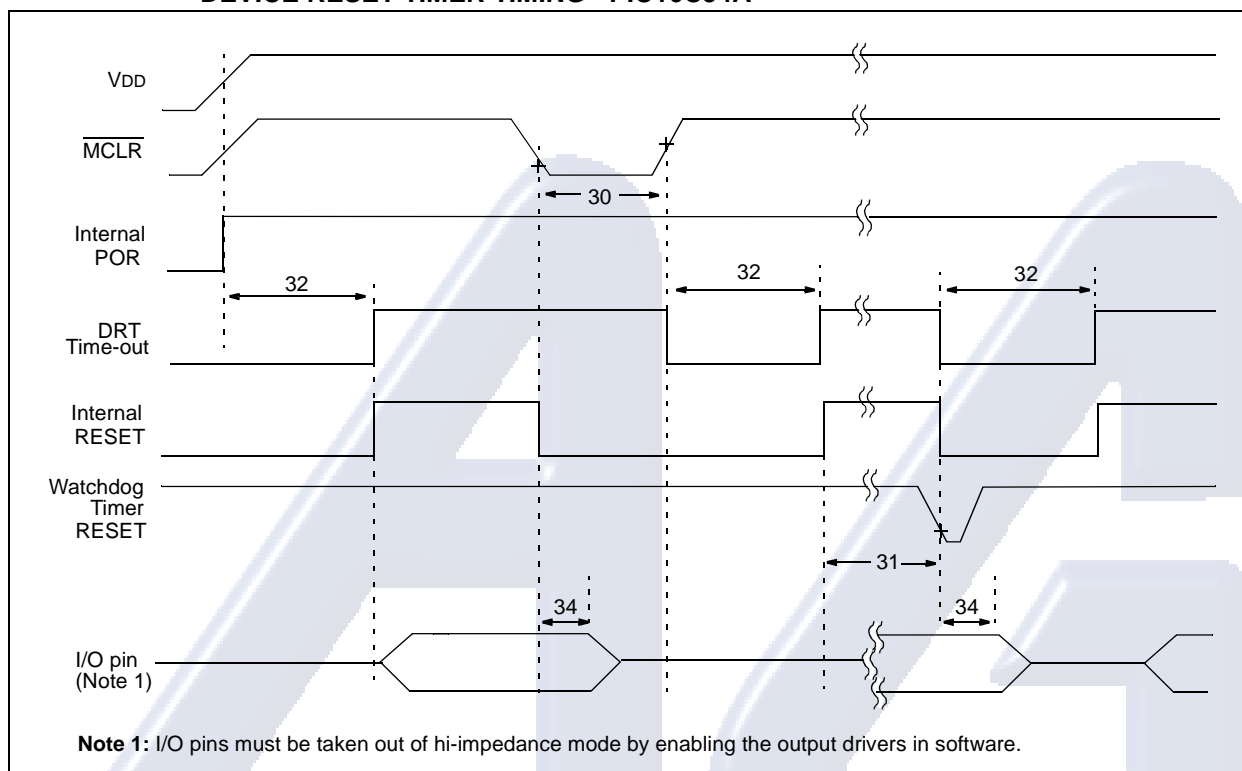 VDD
MCLR
30
Internal
POR
32
32
32
DRT
Time-out
Internal
RESET
Watchdog
Timer
RESET
31
34
34
I/O pin
(Note 1)
Note 1: I/O pins must be taken out of hi-impedance mode by enabling the output drivers in software.